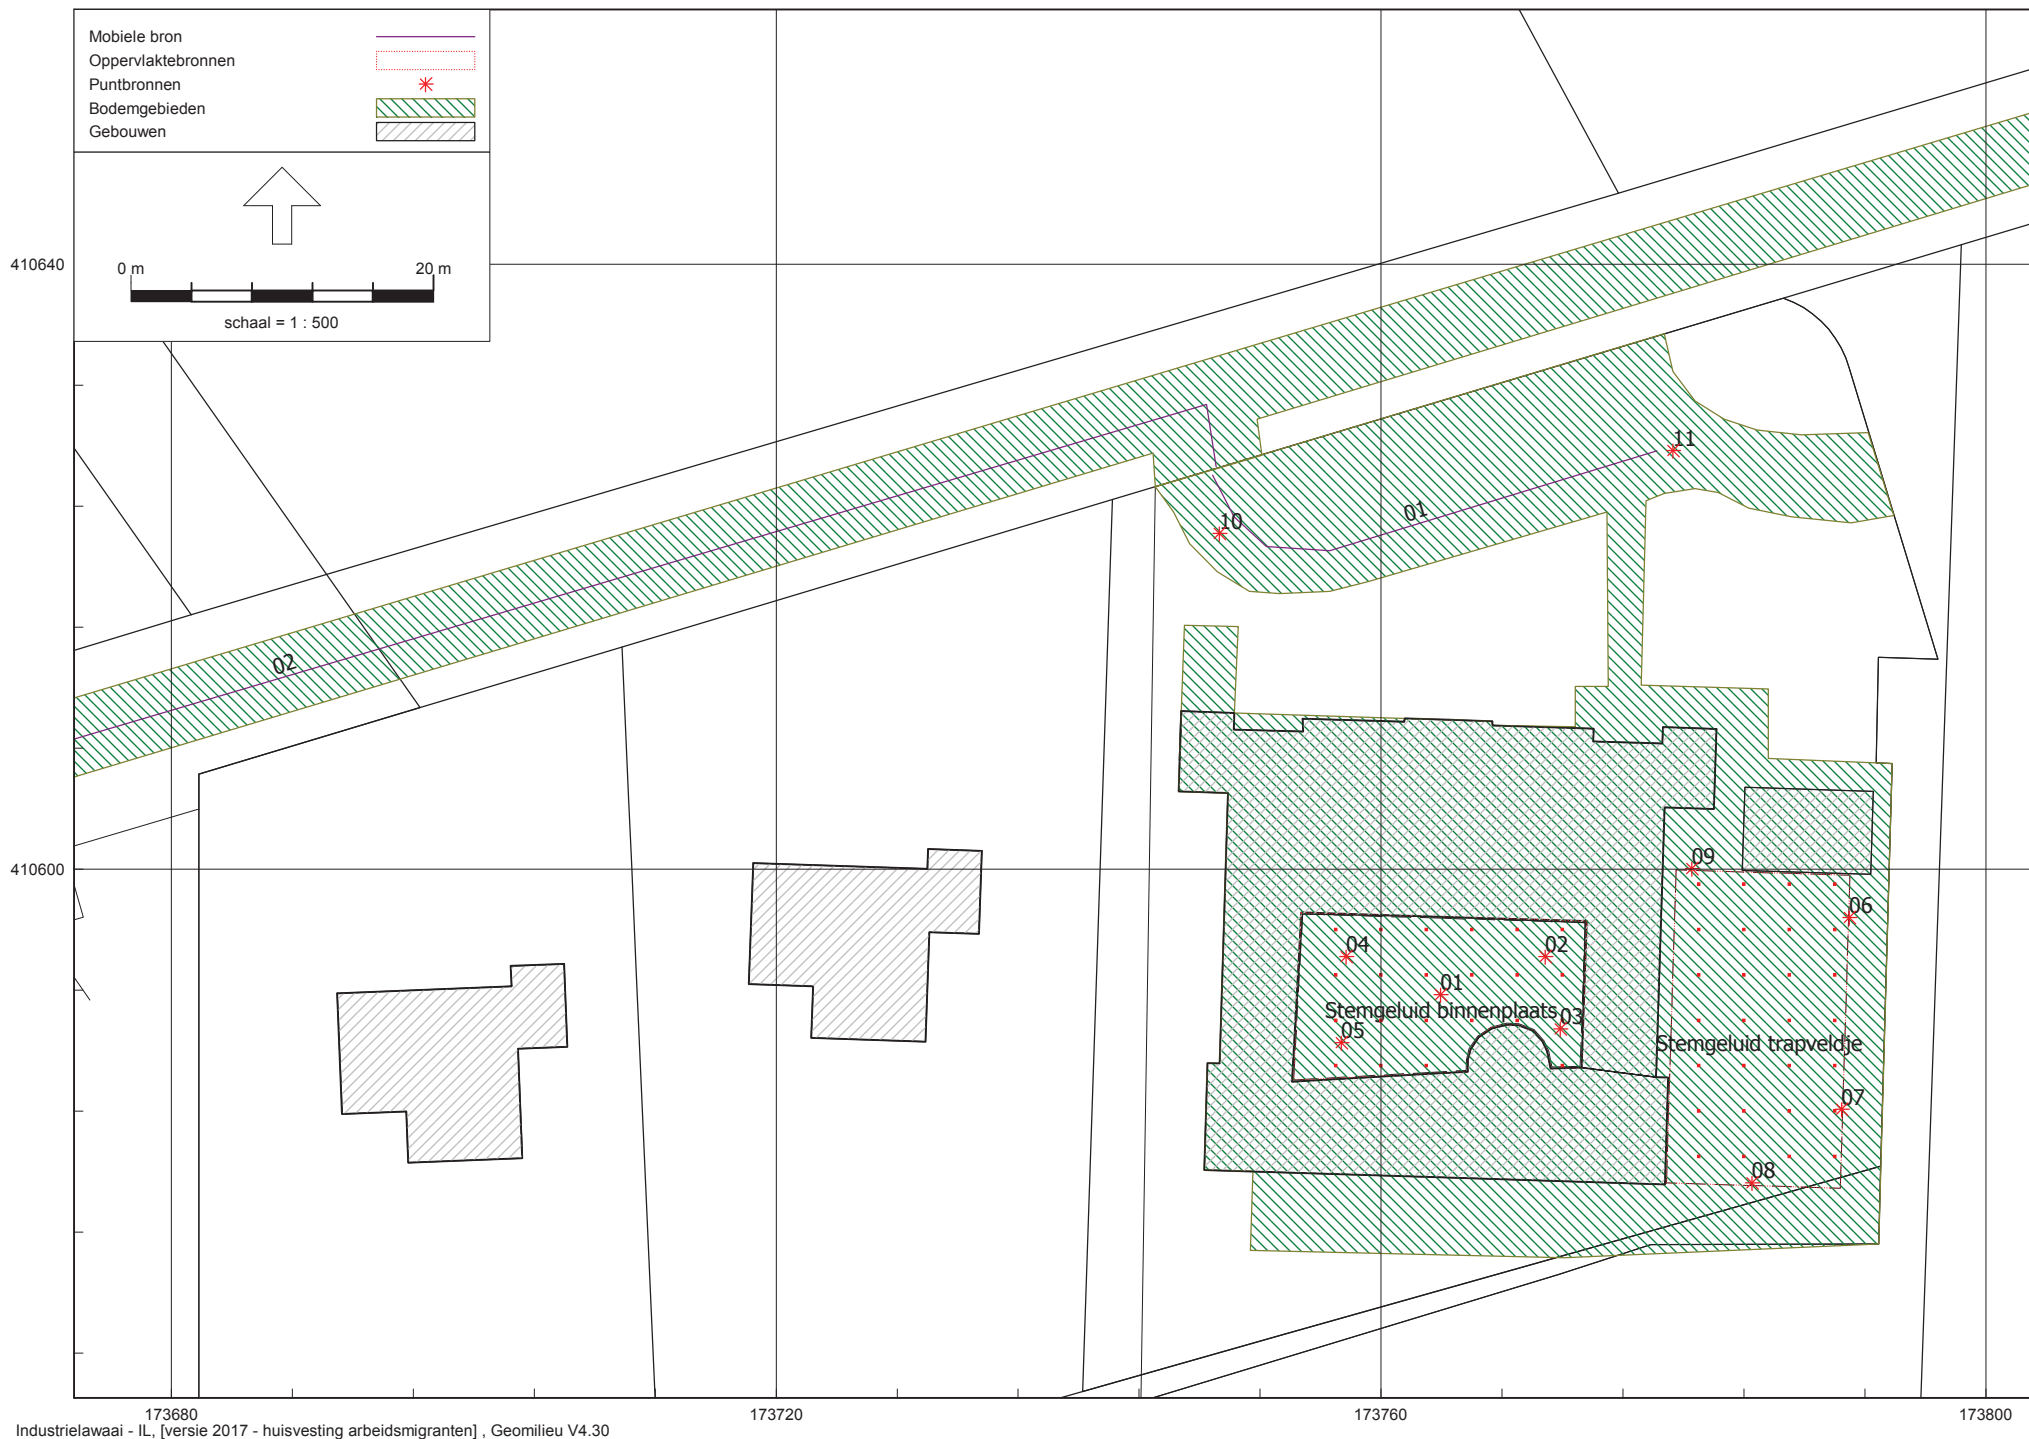 Mobiele bron
Oppervlaktebronnen
Puntbronnen
Bodemgebieden
Gebouwen
0 m 20 m
schaal = 1 : 500
410640
11
01
10
02
410600
09
06
04
02
01
Stemgeluid binnenplaats
03
05
Stemgeluid trapveldje
07
08
173680 173720 173760 173800
Industrielawaai - IL, [versie 2017 - huisvesting arbeidsmigranten] , Geomilieu V4.30